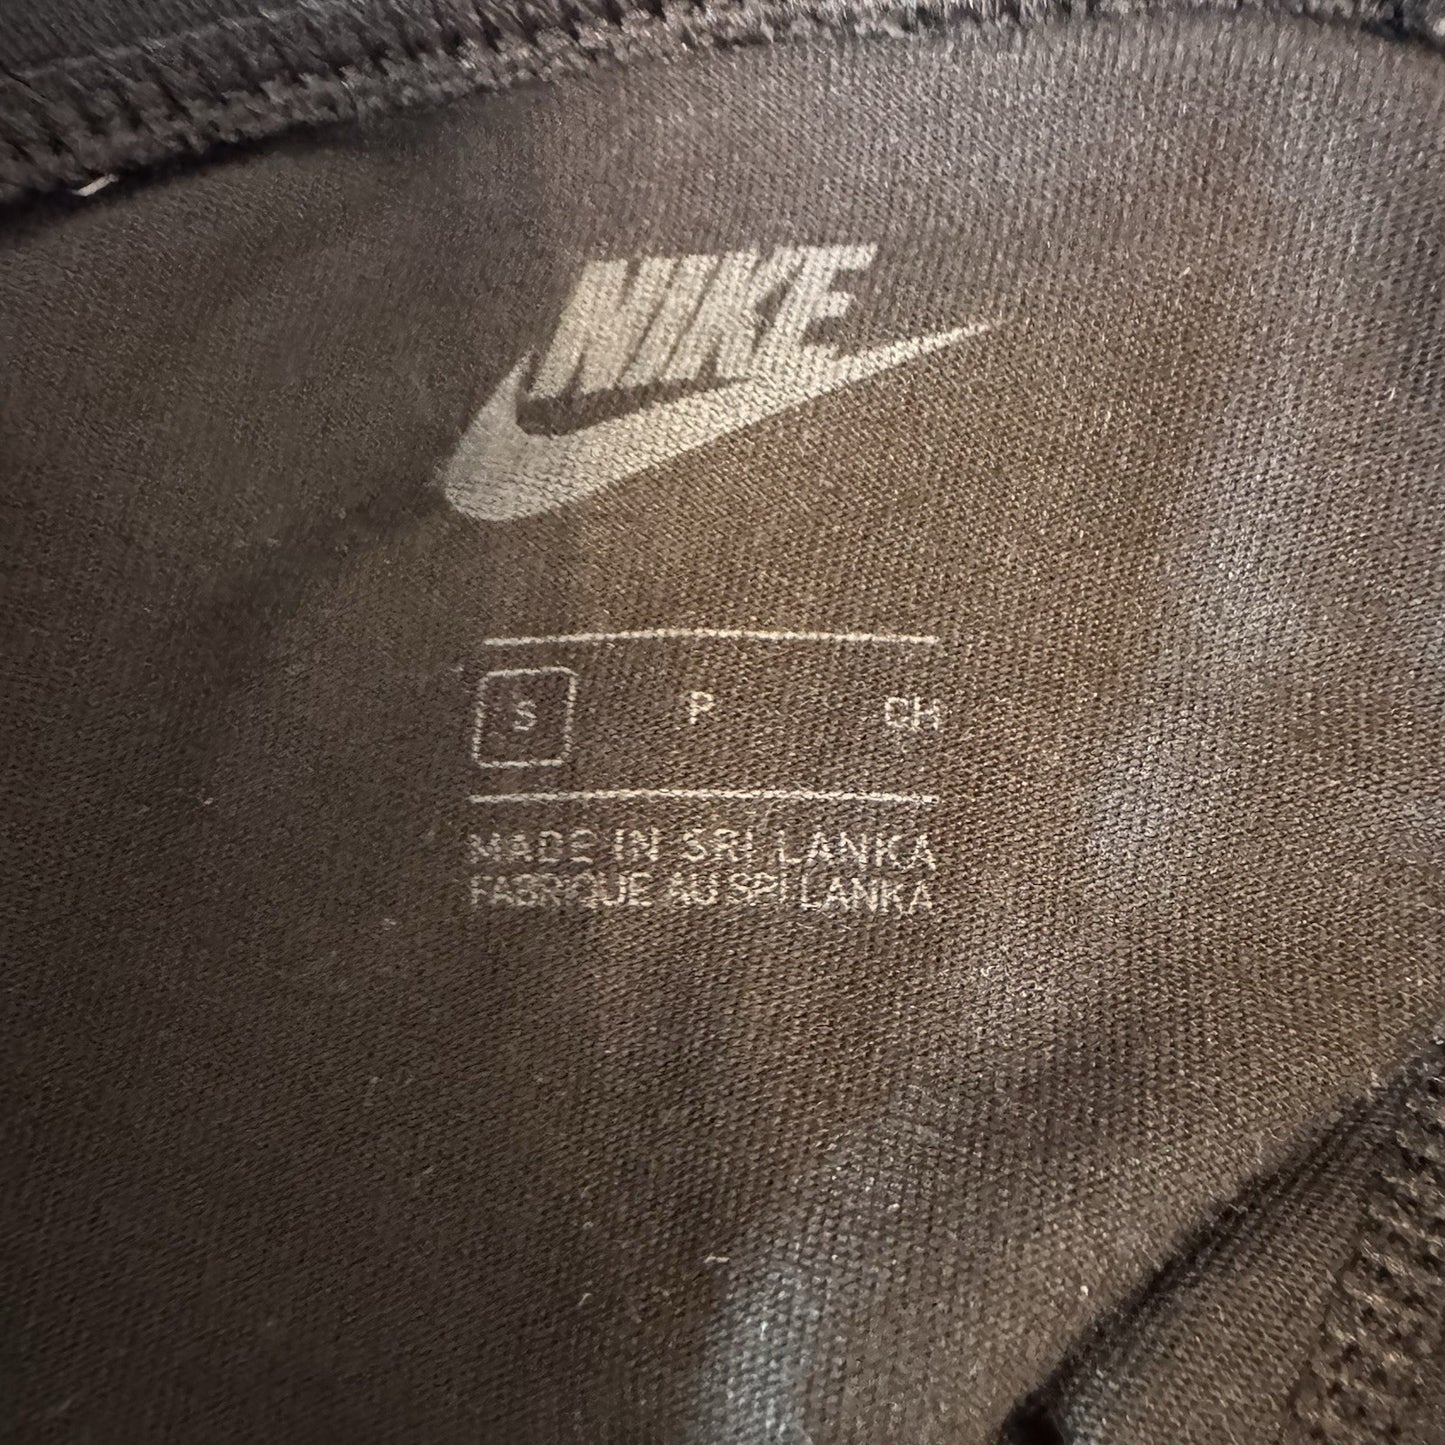 NIKE
S P CH
MADE IN SRI LANKA
FABRIQUE AU SRI LANKA